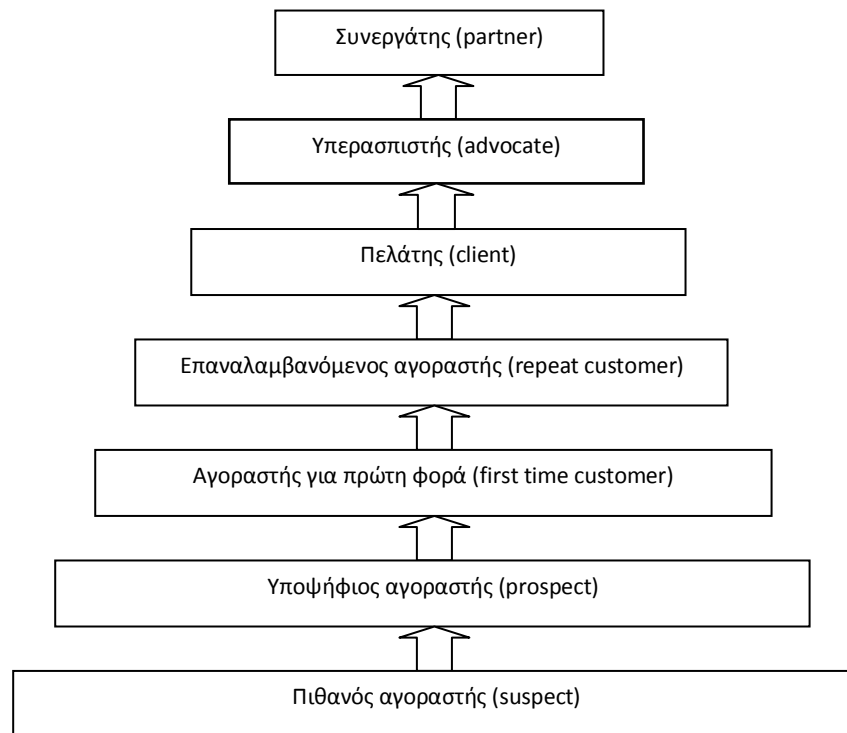 Συνεργάτης (partner)
Υπερασπιστής (advocate)
Πελάτης (client)
Επαναλαμβανόμενος αγοραστής (repeat customer)
Αγοραστής για πρώτη φορά (first time customer)
Υποψήφιος αγοραστής (prospect)
Πιθανός αγοραστής (suspect)